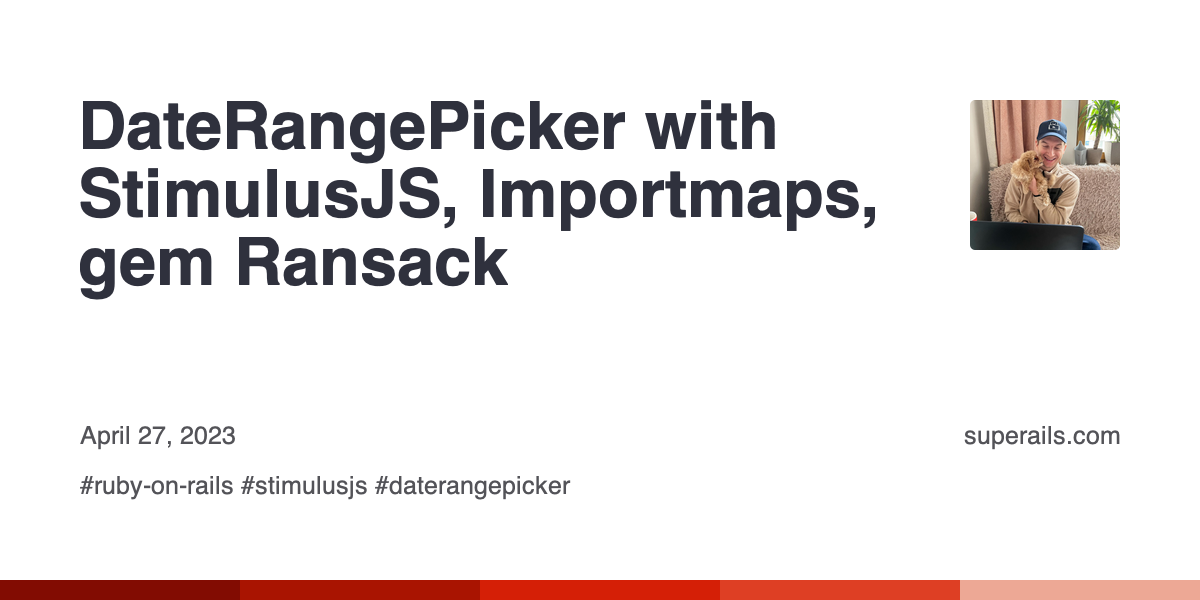 DateRangePicker with
StimulusJS, Importmaps,
gem Ransack
April 27, 2023
superails.com
#ruby-on-rails #stimulusjs #daterangepicker